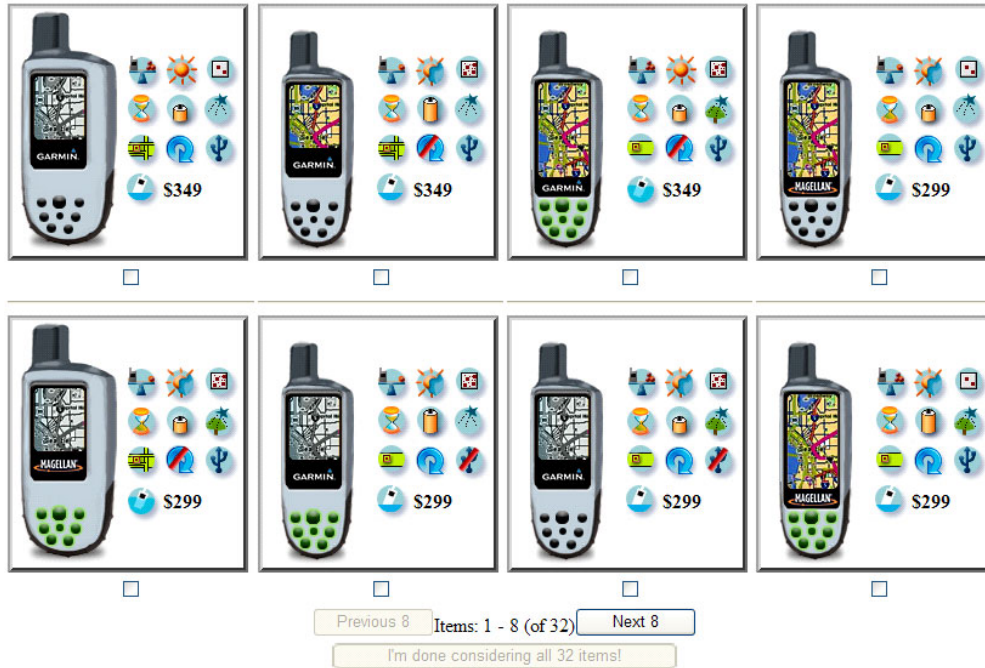 GARMIN
$349
GARMIN
$349
GARMIN
$349
MAGELLAN
$299
MAGELLAN
$299
GARMIN
$299
GARMIN
$299
MAGELLAN
$299
Previous 8 Items: 1 - 8 (of 32) Next 8
I'm done considering all 32 items!